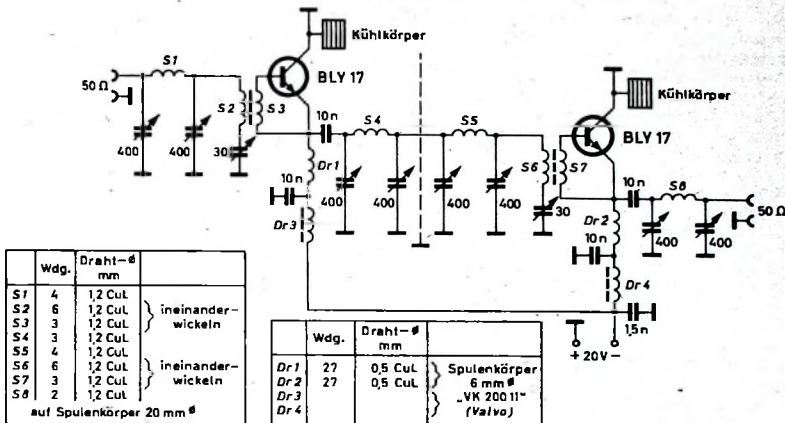 Kühlkörper
BLY 17
50 Ω
S1
S2
S3
400
400
30
10n
Dr1
10n
Dr3
S4
S5
400
400
400
400
S6
S7
30
Kühlkörper
BLY 17
10n
S8
50 Ω
Dr2
10n
400
400
Dr4
1,5n
+ 20V −
Wdg. Draht-ø mm
S1 4 1,2 CuL
S2 6 1,2 CuL
S3 3 1,2 CuL
ineinander-
wickeln
S4 3 1,2 CuL
S5 4 1,2 CuL
S6 6 1,2 CuL
S7 3 1,2 CuL
ineinander-
wickeln
S8 2 1,2 CuL
auf Spulenkörper 20 mm ø
Wdg. Draht-ø mm
Dr1 27 0,5 CuL
Dr2 27 0,5 CuL
Spulenkörper
6 mm ø
Dr3
Dr4
„VK 200 11"
(Valvo)